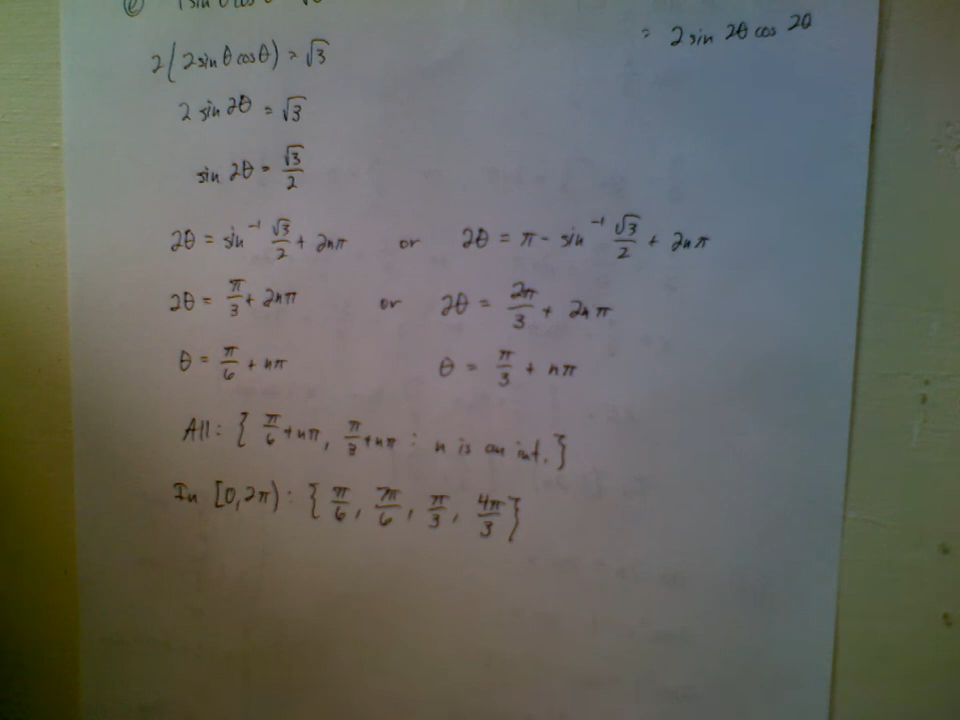 = 2 sin 2θ cos 2θ
2(2sin θ cos θ) = √3
2 sin 2θ = √3
sin 2θ = √3/2
2θ = sin⁻¹ √3/2 + 2nπ or 2θ = π - sin⁻¹ √3/2 + 2nπ
2θ = π/3 + 2nπ or 2θ = 2π/3 + 2nπ
θ = π/6 + nπ θ = π/3 + nπ
All: { π/6 + nπ, π/3 + nπ : n is an int. }
In [0, 2π) : { π/6, 7π/6, π/3, 4π/3 }